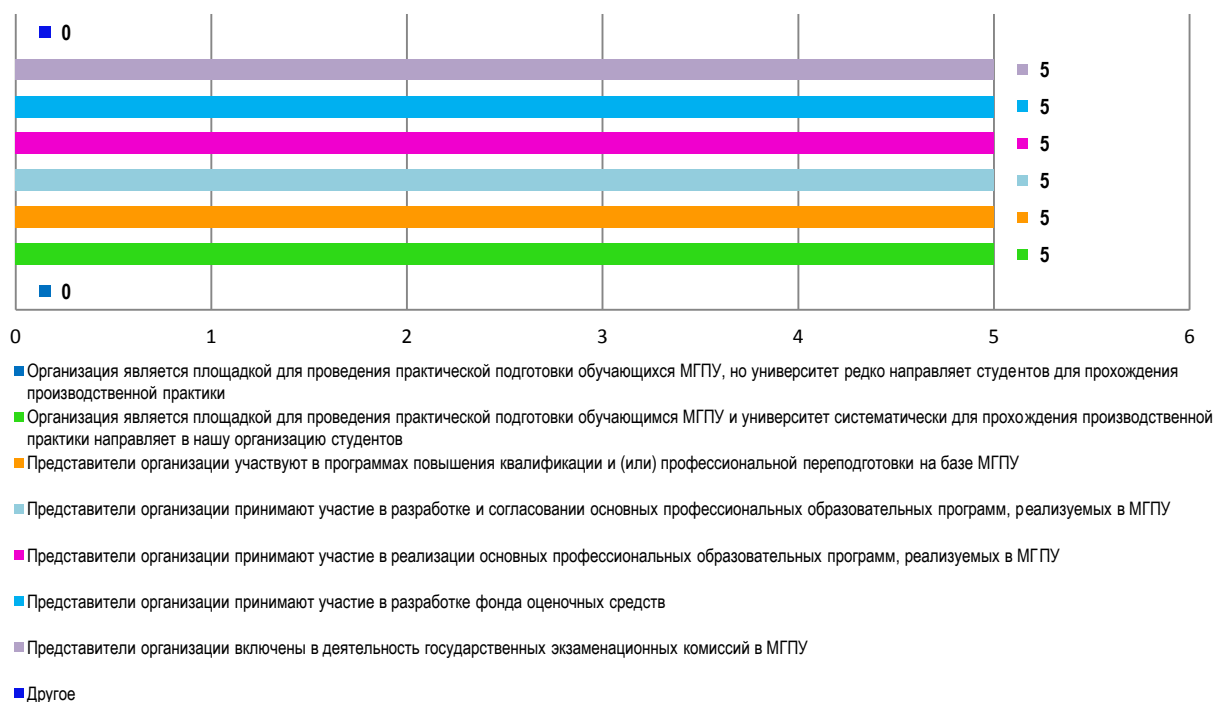 0
5
5
5
5
5
5
0
0 1 2 3 4 5 6
Организация является площадкой для проведения практической подготовки обучающихся МГПУ, но университет редко направляет студентов для прохождения
производственной практики
Организация является площадкой для проведения практической подготовки обучающимся МГПУ и университет систематически для прохождения производственной
практики направляет в нашу организацию студентов
Представители организации участвуют в программах повышения квалификации и (или) профессиональной переподготовки на базе МГПУ
Представители организации принимают участие в разработке и согласовании основных профессиональных образовательных программ, реализуемых в МГПУ
Представители организации принимают участие в реализации основных профессиональных образовательных программ, реализуемых в МГПУ
Представители организации принимают участие в разработке фонда оценочных средств
Представители организации включены в деятельность государственных экзаменационных комиссий в МГПУ
Другое